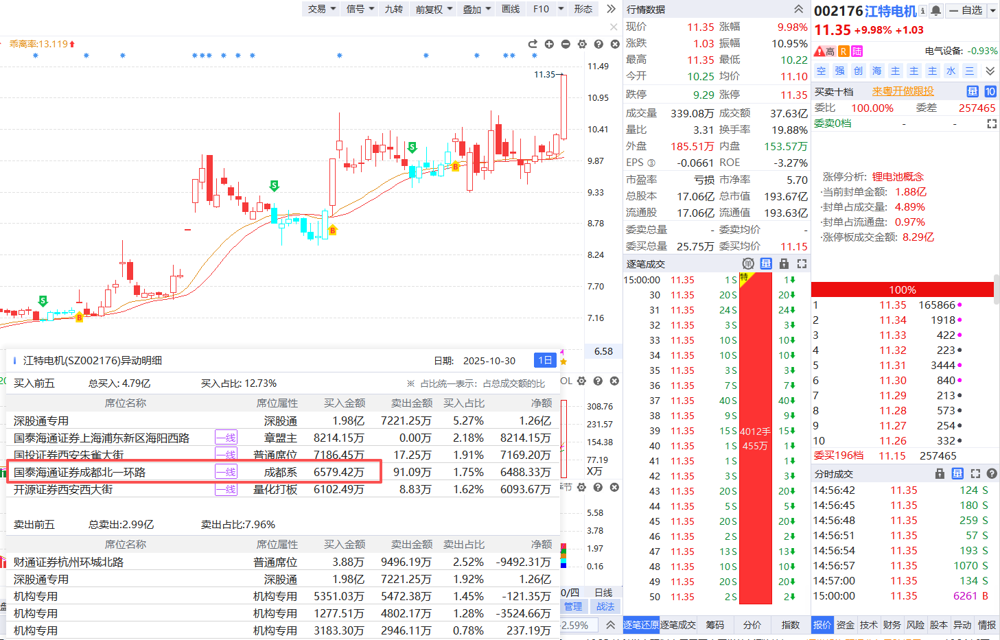 交易 信号 九转 前复权 叠加 画线 F10 形态
乖离率:13.119
11.35
11.49
10.95
10.41
9.87
9.33
8.78
8.24
7.70
7.16
6.58
S B S B S B
江特电机(SZ002176)异动明细 日期: 2025-10-30 1日
买入前五 总买入: 4.79亿 买入占比: 12.73% ※ 占比统一表示: 占总成交额的比
席位名称 席位属性 买入金额 卖出金额 买入占比 净额
深股通专用 深股通 1.98亿 7221.25万 5.27% 1.26亿
国泰海通证券上海浦东新区海阳西路 一线 章盟主 8214.15万 0.00万 2.18% 8214.15万
国投证券西安朱雀大街 一线 普通席位 7186.45万 17.25万 1.91% 7169.20万
国泰海通证券成都北一环路 一线 成都系 6579.42万 91.09万 1.75% 6488.33万
开源证券西安西大街 一线 量化打板 6102.49万 8.83万 1.62% 6093.67万
卖出前五 总卖出:2.99亿 卖出占比:7.96%
席位名称 席位属性 买入金额 卖出金额 卖出占比 净额
财通证券杭州环城北路 普通席位 3.88万 9496.19万 2.52% -9492.31万
深股通专用 深股通 1.98亿 7221.25万 1.92% 1.26亿
机构专用 机构专用 5351.03万 5472.38万 1.45% -121.35万
机构专用 机构专用 1277.51万 4802.17万 1.28% -3524.66万
机构专用 机构专用 3183.30万 2946.11万 0.78% 237.19万
OL
308.76
231.57
154.38
77.19
X万
季节
5.58
3.78
1.97
0.16
0/四 日线
管理 战法
-2.59%
行情数据
现价 11.35 涨幅 9.98%
涨跌 1.03 振幅 10.95%
最高 11.35 最低 10.22
今开 10.25 均价 11.10
跌停 9.29 涨停 11.35
成交量 339.08万 成交额 37.63亿
量比 3.31 换手率 19.88%
外盘 185.51万 内盘 153.57万
EPS ③ -0.0661 ROE -3.27%
市盈率 亏损 市净率 5.70
总股本 17.06亿 总市值 193.67亿
流通股 17.06亿 流通值 193.63亿
委卖总量 - 委卖均价 -
委买总量 25.75万 委买均价 11.15
逐笔成交 单 量
15:00:00 11.35 1 S 特 1
30 11.35 20 S 20
31 11.35 24 S 24
32 11.35 3 S 3
33 11.35 10 S 10
34 11.35 10 S 10
35 11.35 3 S 3
36 11.35 7 S 7
37 11.35 40 S 40
38 11.35 9 S 9
39 11.35 15 S 4012手 15
40 11.35 1 S 455万 1
41 11.35 1 S 1
42 11.35 3 S 3
43 11.35 20 S 20
44 11.35 5 S 5
45 11.35 20 S 20
46 11.35 2 S 2
47 11.35 13 S 13
48 11.35 10 S 10
49 11.35 20 S 20
50 11.35 2 S 2
逐笔还原 逐笔成交 筹码 分价 指数
002176 江特电机 自选
11.35 +9.98% +1.03
高 R 陆 电气设备: -0.93%
空 强 创 海 主 主 主 水 三
买卖十档 来粤开做跟投 量 10
委比 100.00% 委差 257465
委卖0档 - -
涨停分析: 锂电池概念
·当前封单金额: 1.88亿
·封单占成交量: 4.89%
·封单占流通盘: 0.97%
·涨停板成交金额: 8.29亿
100%
1 11.35 165866
2 11.34 1918
3 11.33 422
4 11.32 223
5 11.31 3444
6 11.30 840
7 11.29 213
8 11.28 573
9 11.27 254
10 11.26 332
委买196档 11.15 257465
分时成交 量
14:56:42 11.35 124 S
14:56:45 11.35 180 S
14:56:48 11.35 259 S
14:56:51 11.35 57 S
14:56:54 11.35 193 S
14:56:57 11.35 1070 S
14:57:00 11.35 134 S
15:00:00 11.35 6261 B
报价 资金 技术 财务 风险 股本 异动 情报